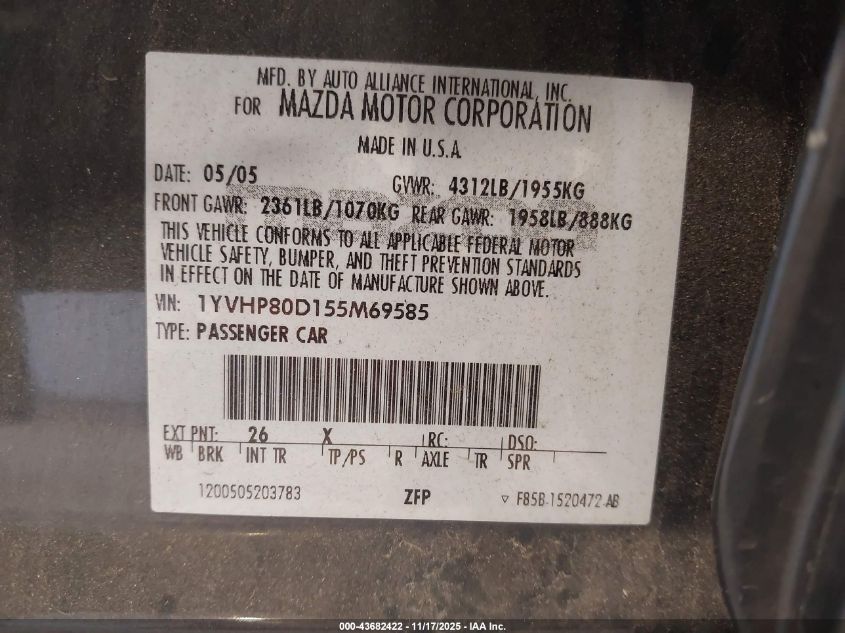 MFD. BY AUTO ALLIANCE INTERNATIONAL, INC.
FOR MAZDA MOTOR CORPORATION
MADE IN U.S.A.
DATE: 05/05 GVWR: 4312LB/1955KG
FRONT GAWR: 2361LB/1070KG REAR GAWR: 1958LB/888KG
THIS VEHICLE CONFORMS TO ALL APPLICABLE FEDERAL MOTOR
VEHICLE SAFETY, BUMPER, AND THEFT PREVENTION STANDARDS
IN EFFECT ON THE DATE OF MANUFACTURE SHOWN ABOVE.
VIN: 1YVHP80D155M69585
TYPE: PASSENGER CAR
EXT PNT: 26 X RC: DSO:
WB BRK INT TR TP/PS R AXLE TR SPR
1200505203783 ZFP F85B-1520472-AB
000-43682422 - 11/17/2025 - IAA Inc.